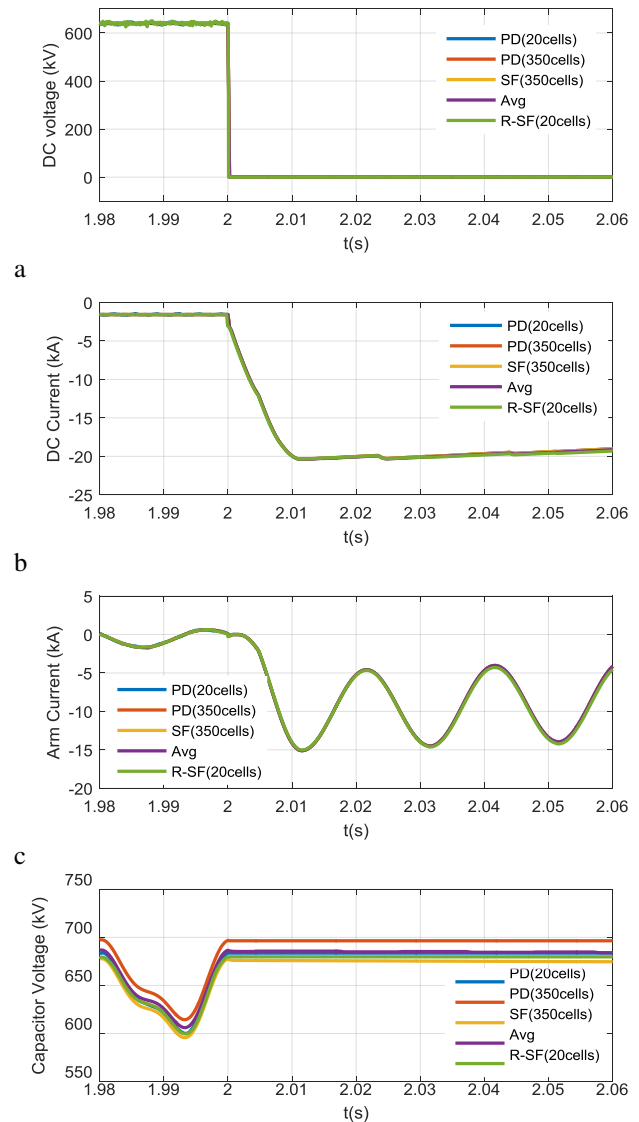 600
400
200
0
DC voltage (kV)
PD(20cells)
PD(350cells)
SF(350cells)
Avg
R-SF(20cells)
1.98 1.99 2 2.01 2.02 2.03 2.04 2.05 2.06
t(s)
a
0
-5
-10
-15
-20
-25
DC Current (kA)
PD(20cells)
PD(350cells)
SF(350cells)
Avg
R-SF(20cells)
1.98 1.99 2 2.01 2.02 2.03 2.04 2.05 2.06
t(s)
b
5
0
-5
-10
-15
-20
Arm Current (kA)
PD(20cells)
PD(350cells)
SF(350cells)
Avg
R-SF(20cells)
1.98 1.99 2 2.01 2.02 2.03 2.04 2.05 2.06
t(s)
c
750
700
650
600
550
Capacitor Voltage (kV)
PD(20cells)
PD(350cells)
SF(350cells)
Avg
R-SF(20cells)
1.98 1.99 2 2.01 2.02 2.03 2.04 2.05 2.06
t(s)